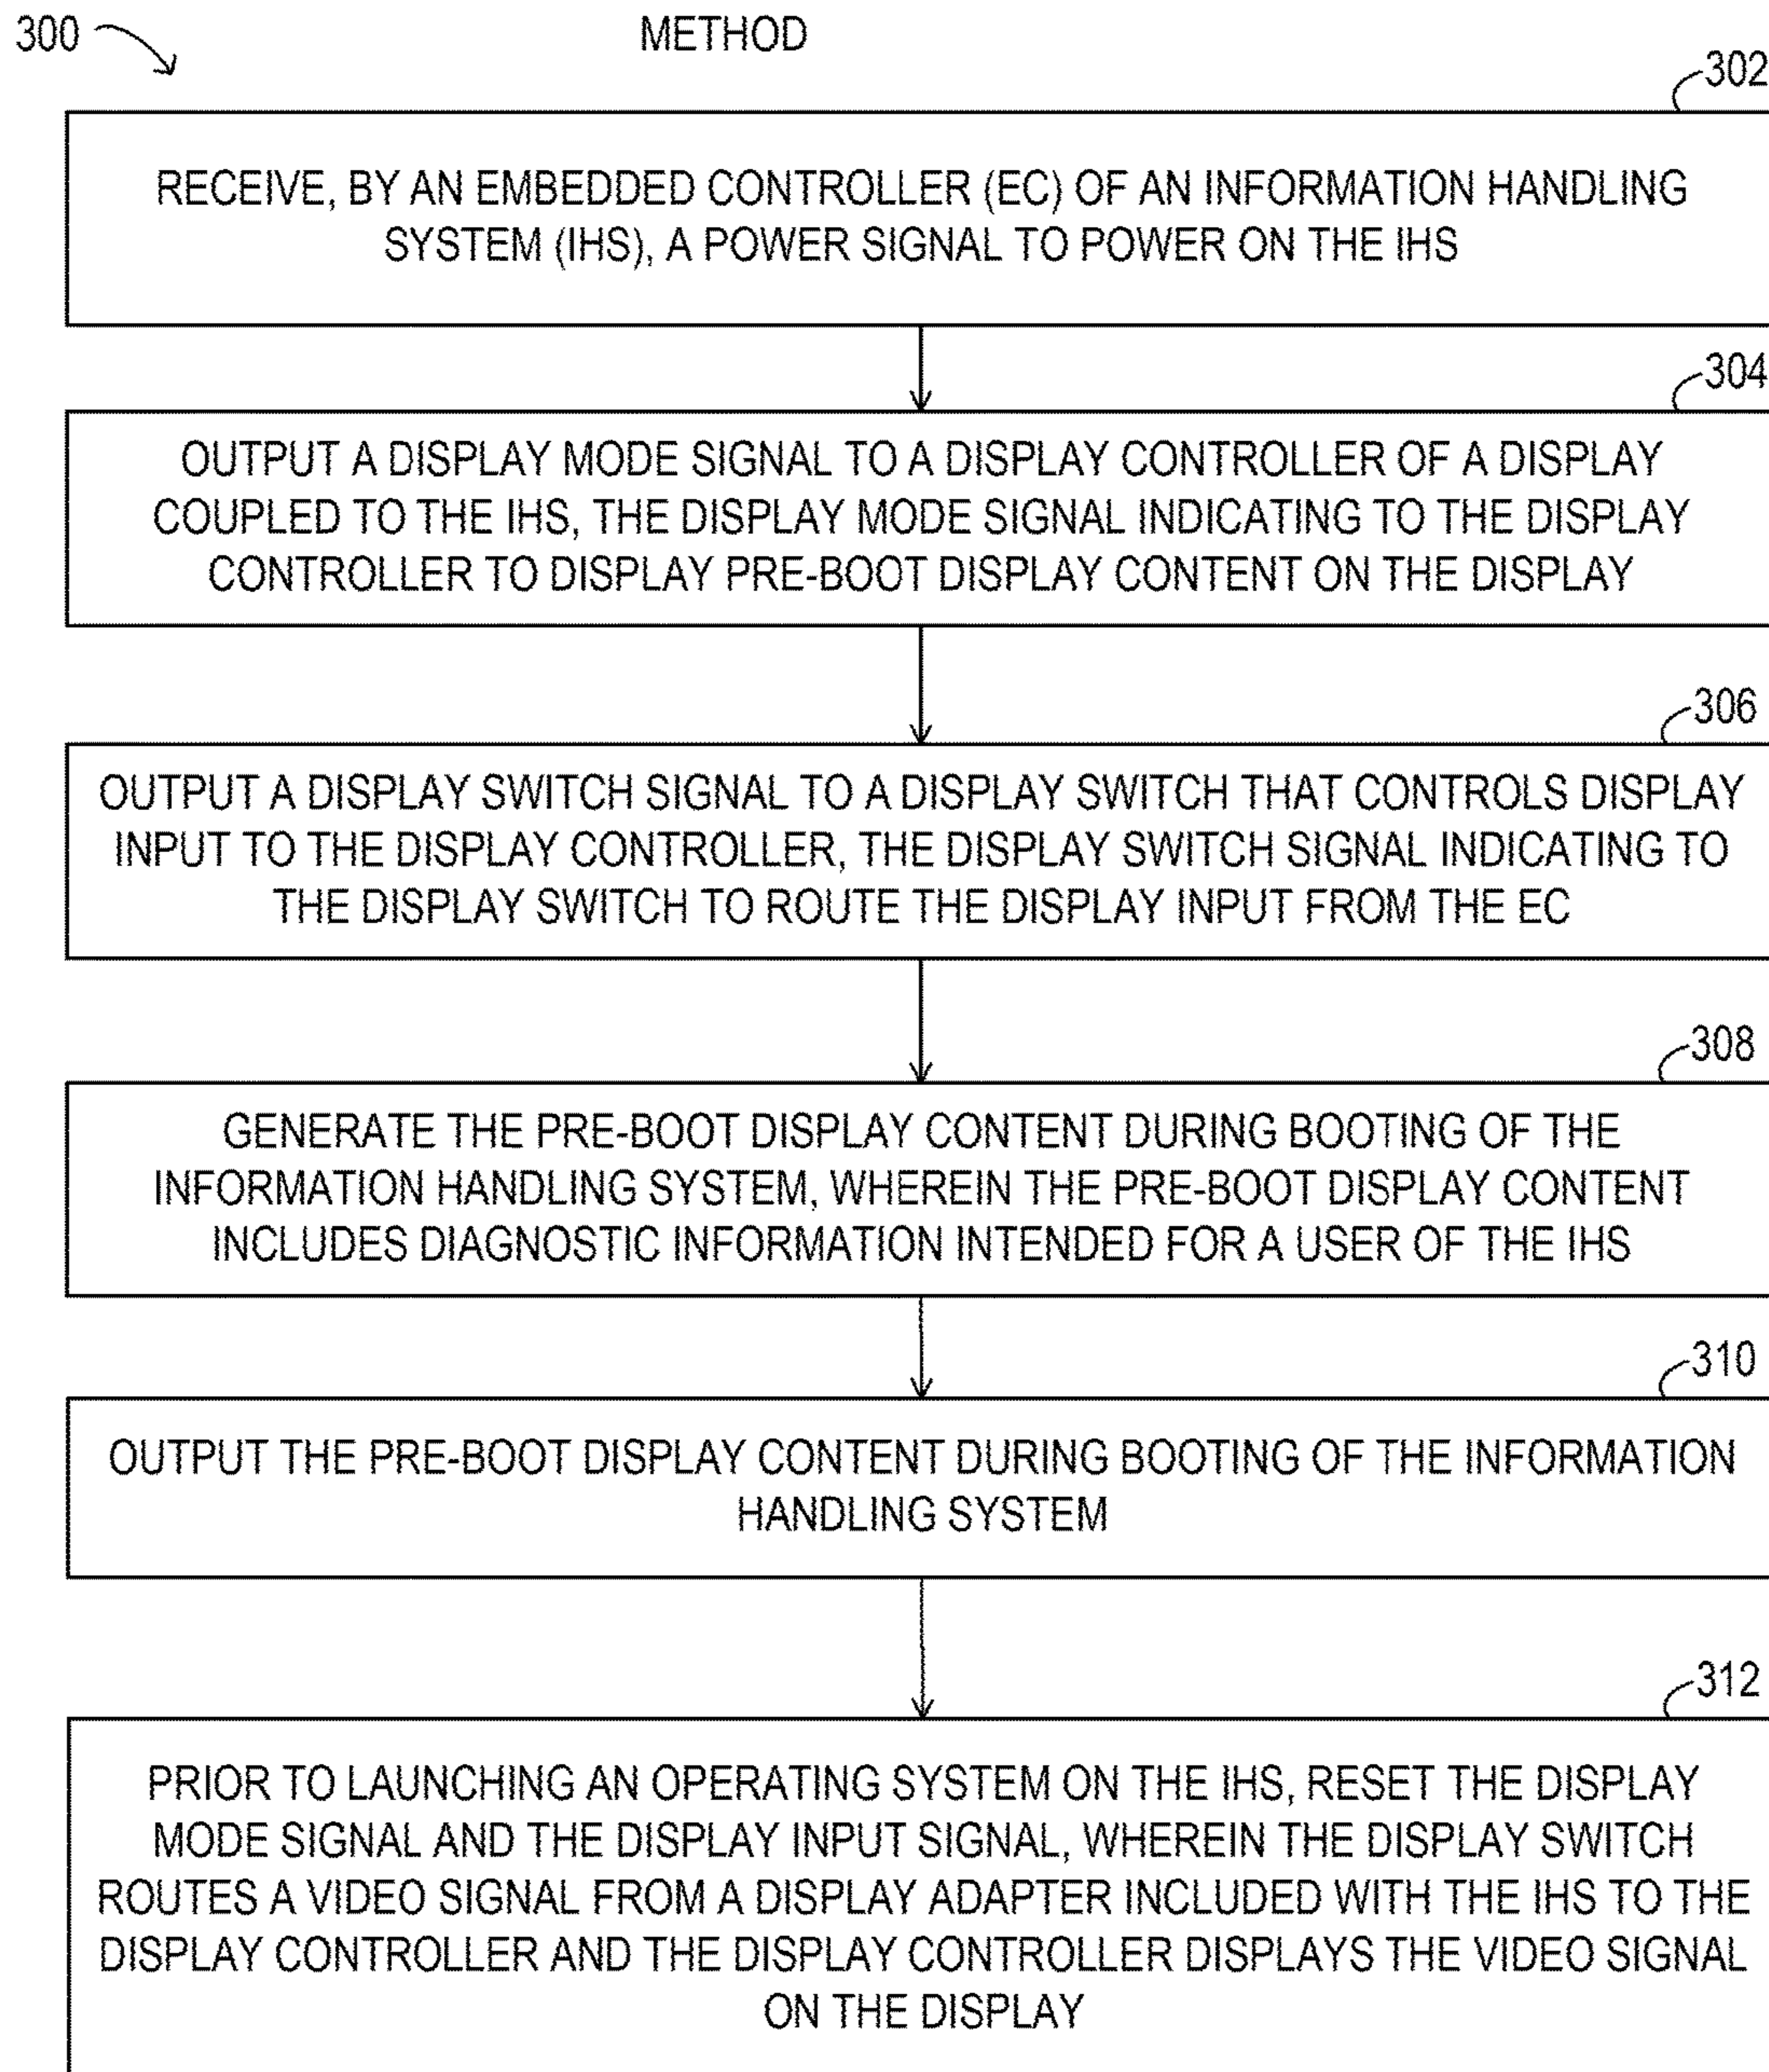 300
METHOD
302
RECEIVE, BY AN EMBEDDED CONTROLLER (EC) OF AN INFORMATION HANDLING
SYSTEM (IHS), A POWER SIGNAL TO POWER ON THE IHS
304
OUTPUT A DISPLAY MODE SIGNAL TO A DISPLAY CONTROLLER OF A DISPLAY
COUPLED TO THE IHS, THE DISPLAY MODE SIGNAL INDICATING TO THE DISPLAY
CONTROLLER TO DISPLAY PRE-BOOT DISPLAY CONTENT ON THE DISPLAY
306
OUTPUT A DISPLAY SWITCH SIGNAL TO A DISPLAY SWITCH THAT CONTROLS DISPLAY
INPUT TO THE DISPLAY CONTROLLER, THE DISPLAY SWITCH SIGNAL INDICATING TO
THE DISPLAY SWITCH TO ROUTE THE DISPLAY INPUT FROM THE EC
308
GENERATE THE PRE-BOOT DISPLAY CONTENT DURING BOOTING OF THE
INFORMATION HANDLING SYSTEM, WHEREIN THE PRE-BOOT DISPLAY CONTENT
INCLUDES DIAGNOSTIC INFORMATION INTENDED FOR A USER OF THE IHS
310
OUTPUT THE PRE-BOOT DISPLAY CONTENT DURING BOOTING OF THE INFORMATION
HANDLING SYSTEM
312
PRIOR TO LAUNCHING AN OPERATING SYSTEM ON THE IHS, RESET THE DISPLAY
MODE SIGNAL AND THE DISPLAY INPUT SIGNAL, WHEREIN THE DISPLAY SWITCH
ROUTES A VIDEO SIGNAL FROM A DISPLAY ADAPTER INCLUDED WITH THE IHS TO THE
DISPLAY CONTROLLER AND THE DISPLAY CONTROLLER DISPLAYS THE VIDEO SIGNAL
ON THE DISPLAY